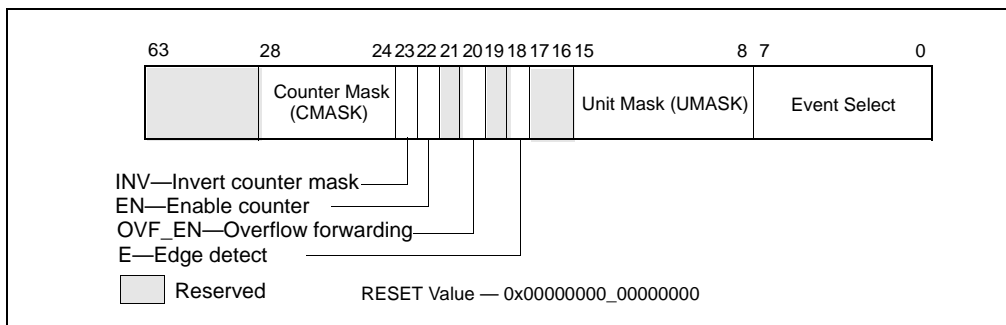 63 28 24 23 22 21 20 19 18 17 16 15 8 7 0
Counter Mask
(CMASK)
Unit Mask (UMASK)
Event Select
INV—Invert counter mask
EN—Enable counter
OVF_EN—Overflow forwarding
E—Edge detect
Reserved
RESET Value — 0x00000000_00000000